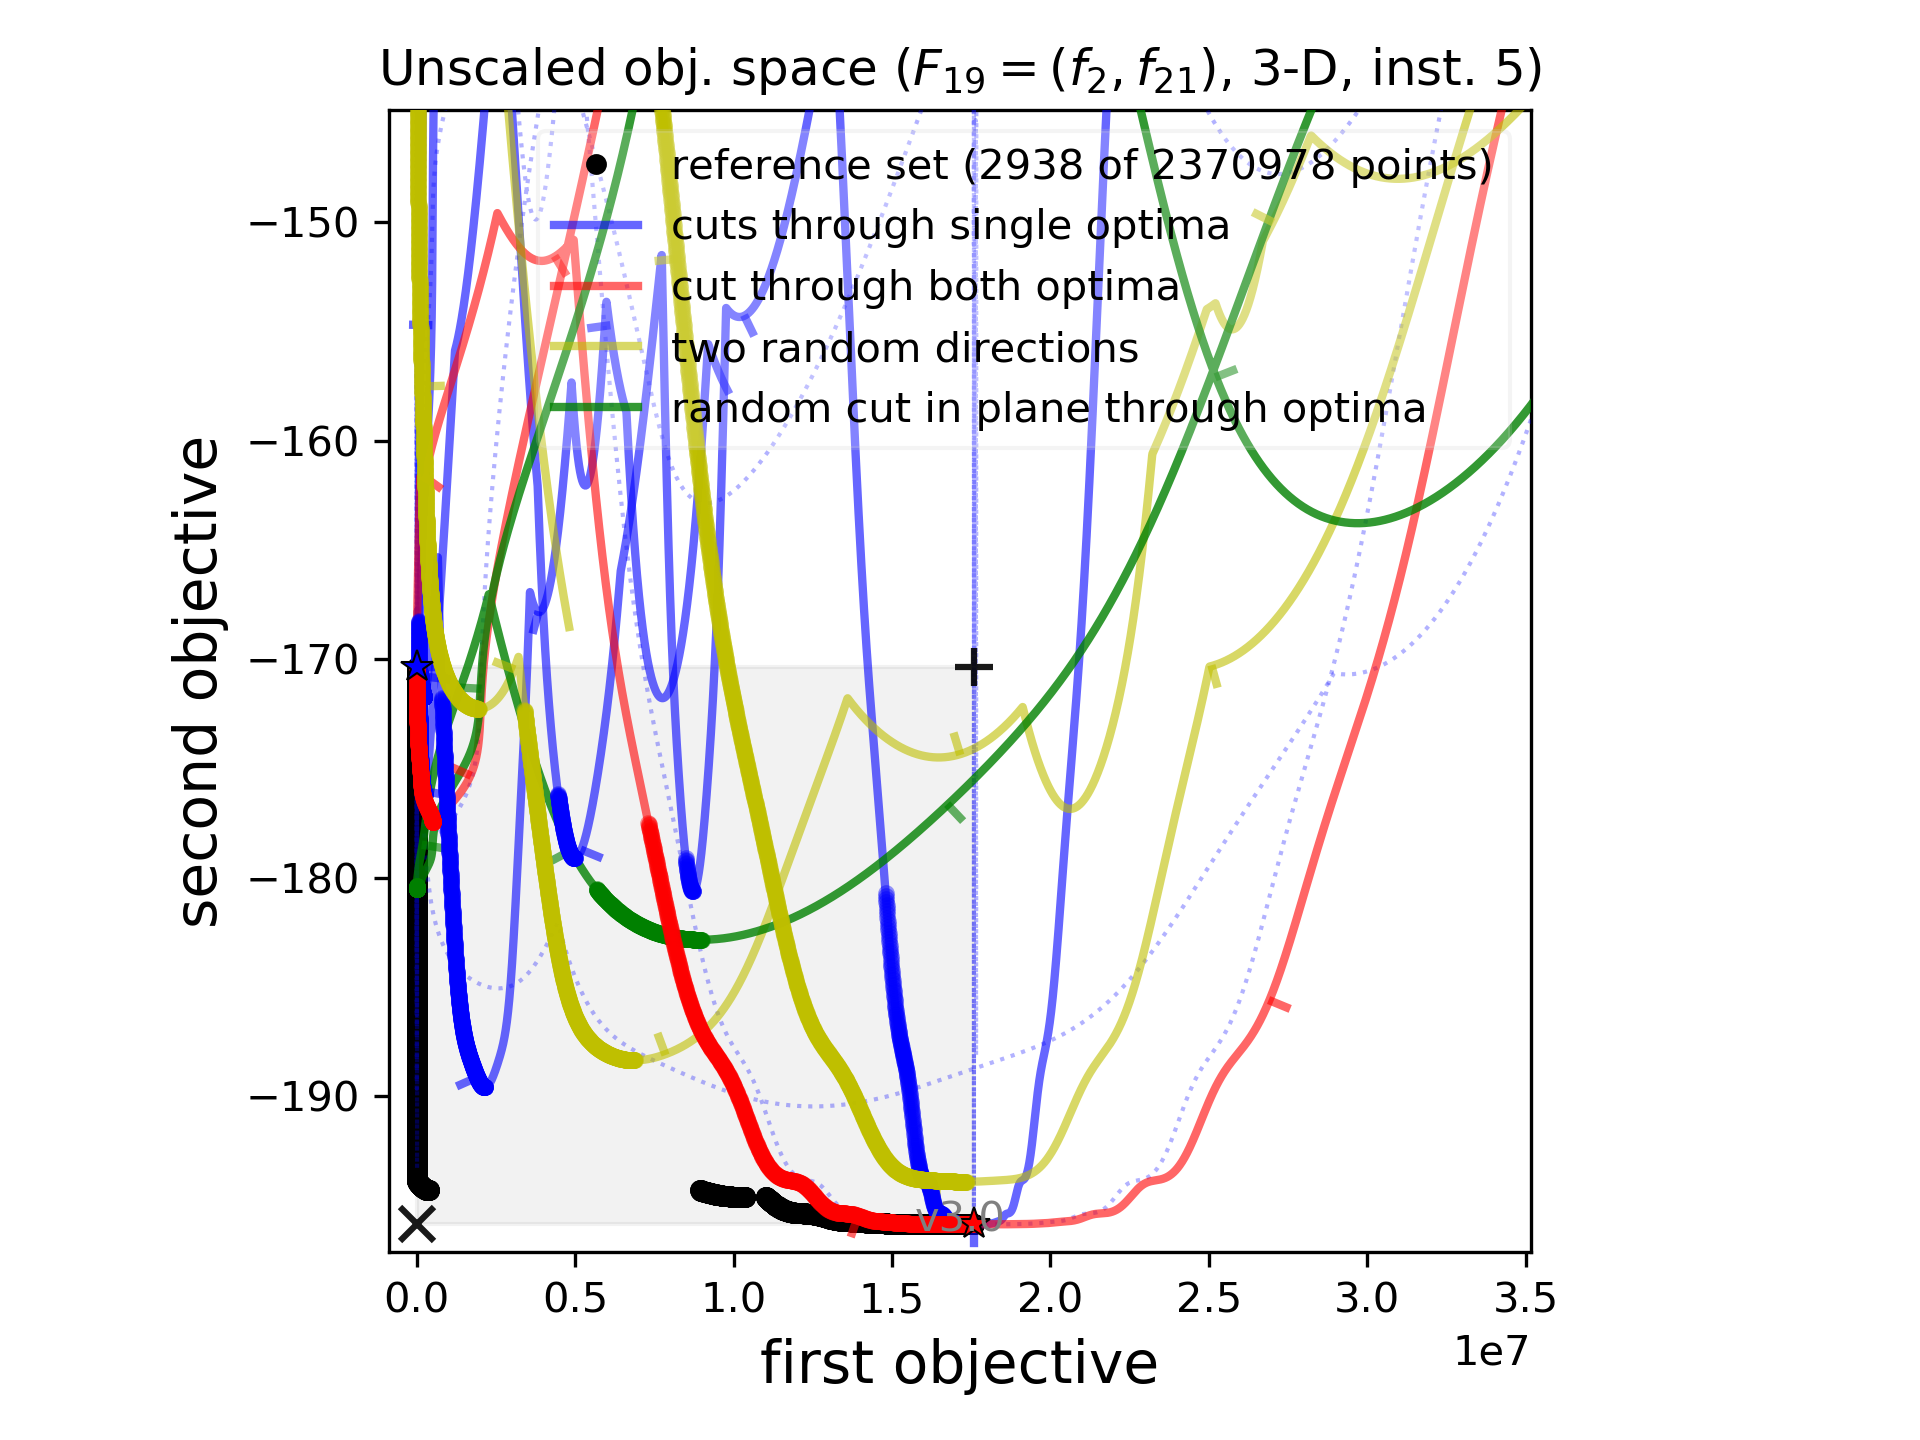 Unscaled obj. space (F₁₉ = (f₂, f₂₁), 3-D, inst. 5)
reference set (2938 of 2370978 points)
cuts through single optima
cut through both optima
two random directions
random cut in plane through optima
second objective
−150
−160
−170
−180
−190
v3.0
0.0 0.5 1.0 1.5 2.0 2.5 3.0 3.5
1e7
first objective